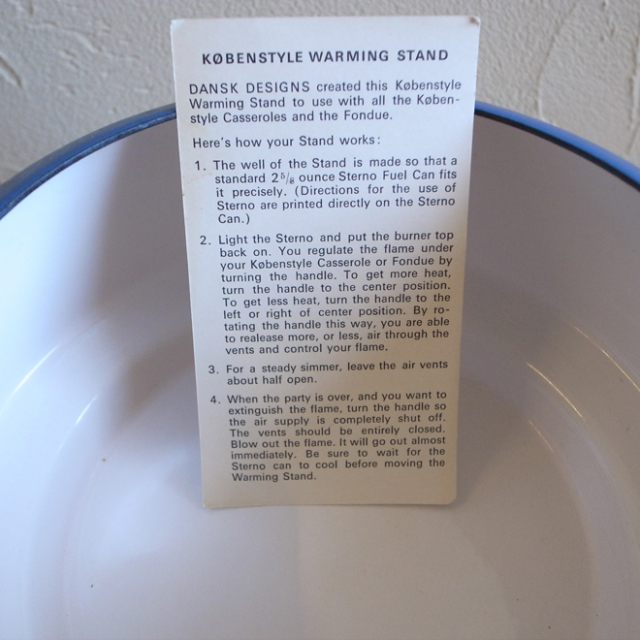 KØBENSTYLE WARMING STAND
DANSK DESIGNS created this Købenstyle
Warming Stand to use with all the Køben-
style Casseroles and the Fondue.
Here's how your Stand works:
1. The well of the Stand is made so that a
standard 2 5/8 ounce Sterno Fuel Can fits
it precisely. (Directions for the use of
Sterno are printed directly on the Sterno
Can.)
2. Light the Sterno and put the burner top
back on. You regulate the flame under
your Købenstyle Casserole or Fondue by
turning the handle. To get more heat,
turn the handle to the center position.
To get less heat, turn the handle to the
left or right of center position. By ro-
tating the handle this way, you are able
to realease more, or less, air through the
vents and control your flame.
3. For a steady simmer, leave the air vents
about half open.
4. When the party is over, and you want to
extinguish the flame, turn the handle so
the air supply is completely shut off.
The vents should be entirely closed.
Blow out the flame. It will go out almost
immediately. Be sure to wait for the
Sterno can to cool before moving the
Warming Stand.